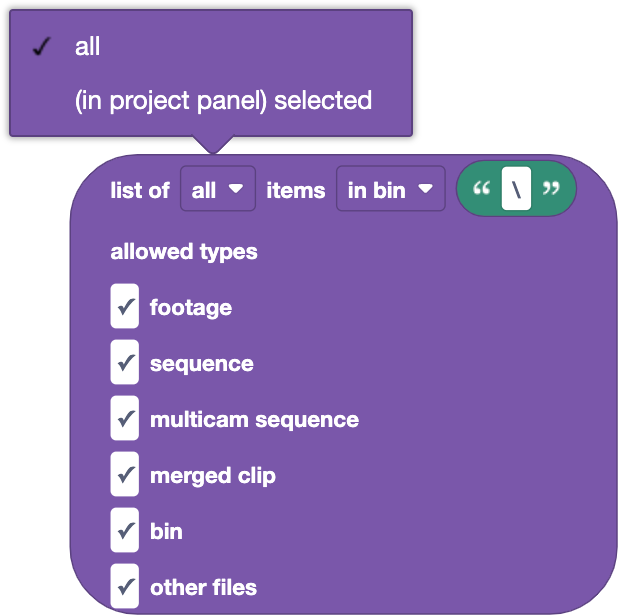 ✓ all
(in project panel) selected
list of all ▼ items in bin ▼ “ \ ”
allowed types
✓ footage
✓ sequence
✓ multicam sequence
✓ merged clip
✓ bin
✓ other files